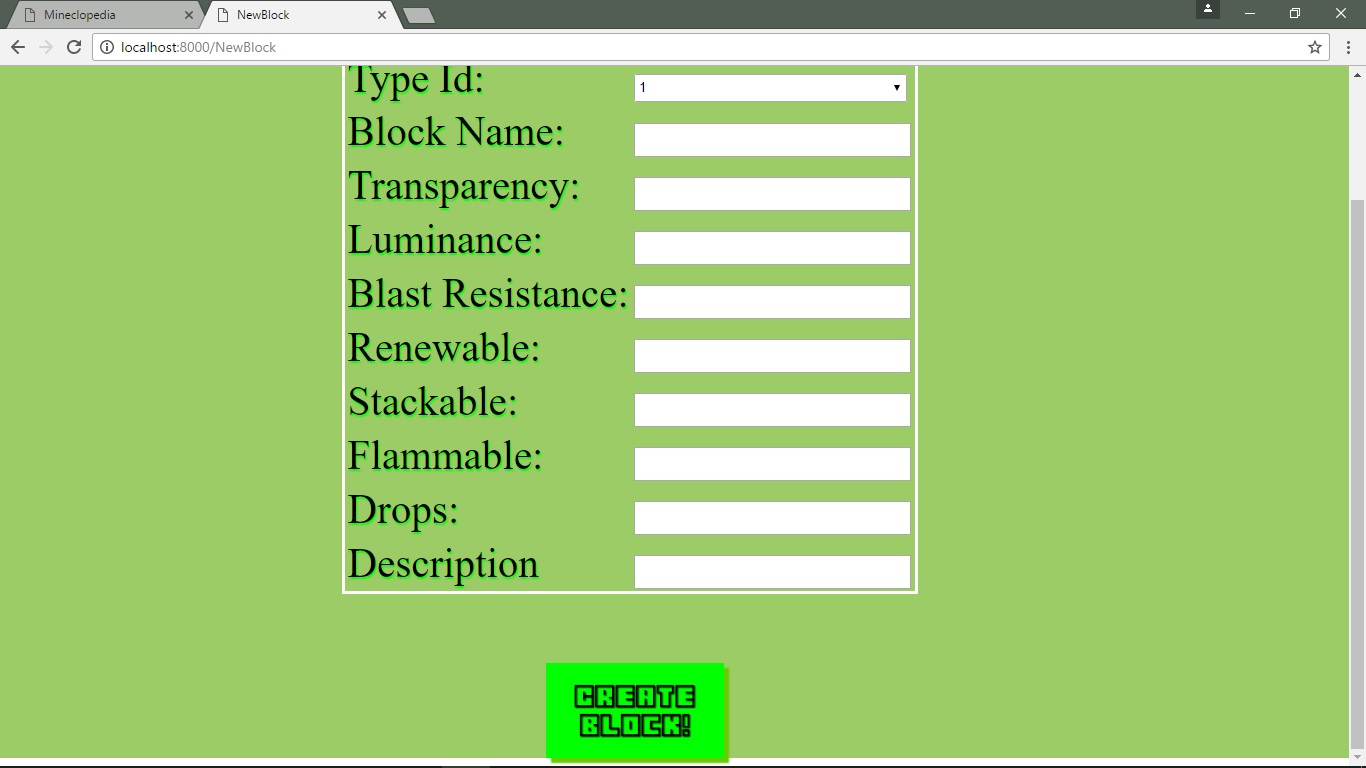 Mineclopedia
NewBlock
localhost:8000/NewBlock
Type Id:
1
Block Name:
Transparency:
Luminance:
Blast Resistance:
Renewable:
Stackable:
Flammable:
Drops:
Description
CREATE
BLOCK!